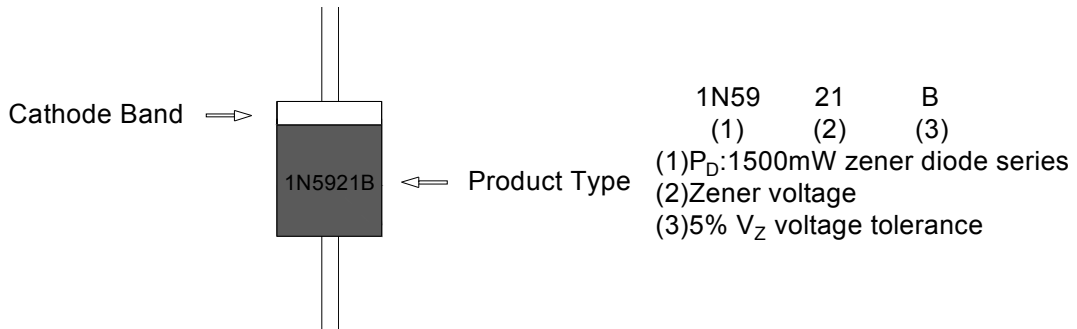 Cathode Band
1N5921B
Product Type
1N59 21 B
(1) (2) (3)
(1)PD:1500mW zener diode series
(2)Zener voltage
(3)5% VZ voltage tolerance